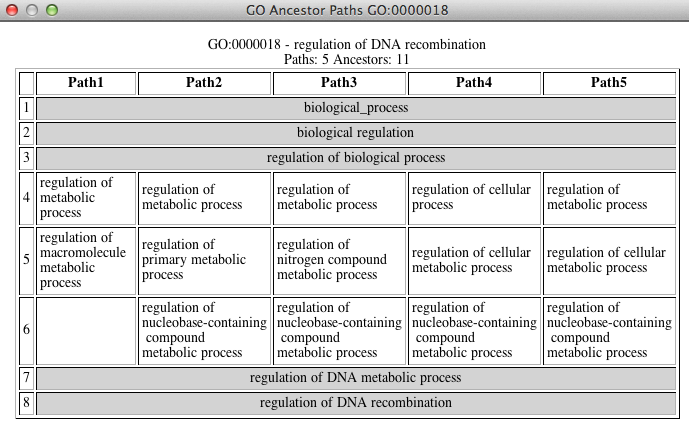 GO Ancestor Paths GO:0000018
GO:0000018 - regulation of DNA recombination
Paths: 5 Ancestors: 11
Path1 Path2 Path3 Path4 Path5
1 biological_process
2 biological regulation
3 regulation of biological process
4
regulation of
metabolic
process
regulation of
metabolic process
regulation of
metabolic process
regulation of cellular
process
regulation of
metabolic process
5
regulation of
macromolecule
metabolic
process
regulation of
primary metabolic
process
regulation of
nitrogen compound
metabolic process
regulation of cellular
metabolic process
regulation of cellular
metabolic process
6
regulation of
nucleobase-containing
compound
metabolic process
regulation of
nucleobase-containing
compound
metabolic process
regulation of
nucleobase-containing
compound
metabolic process
regulation of
nucleobase-containing
compound
metabolic process
7 regulation of DNA metabolic process
8 regulation of DNA recombination